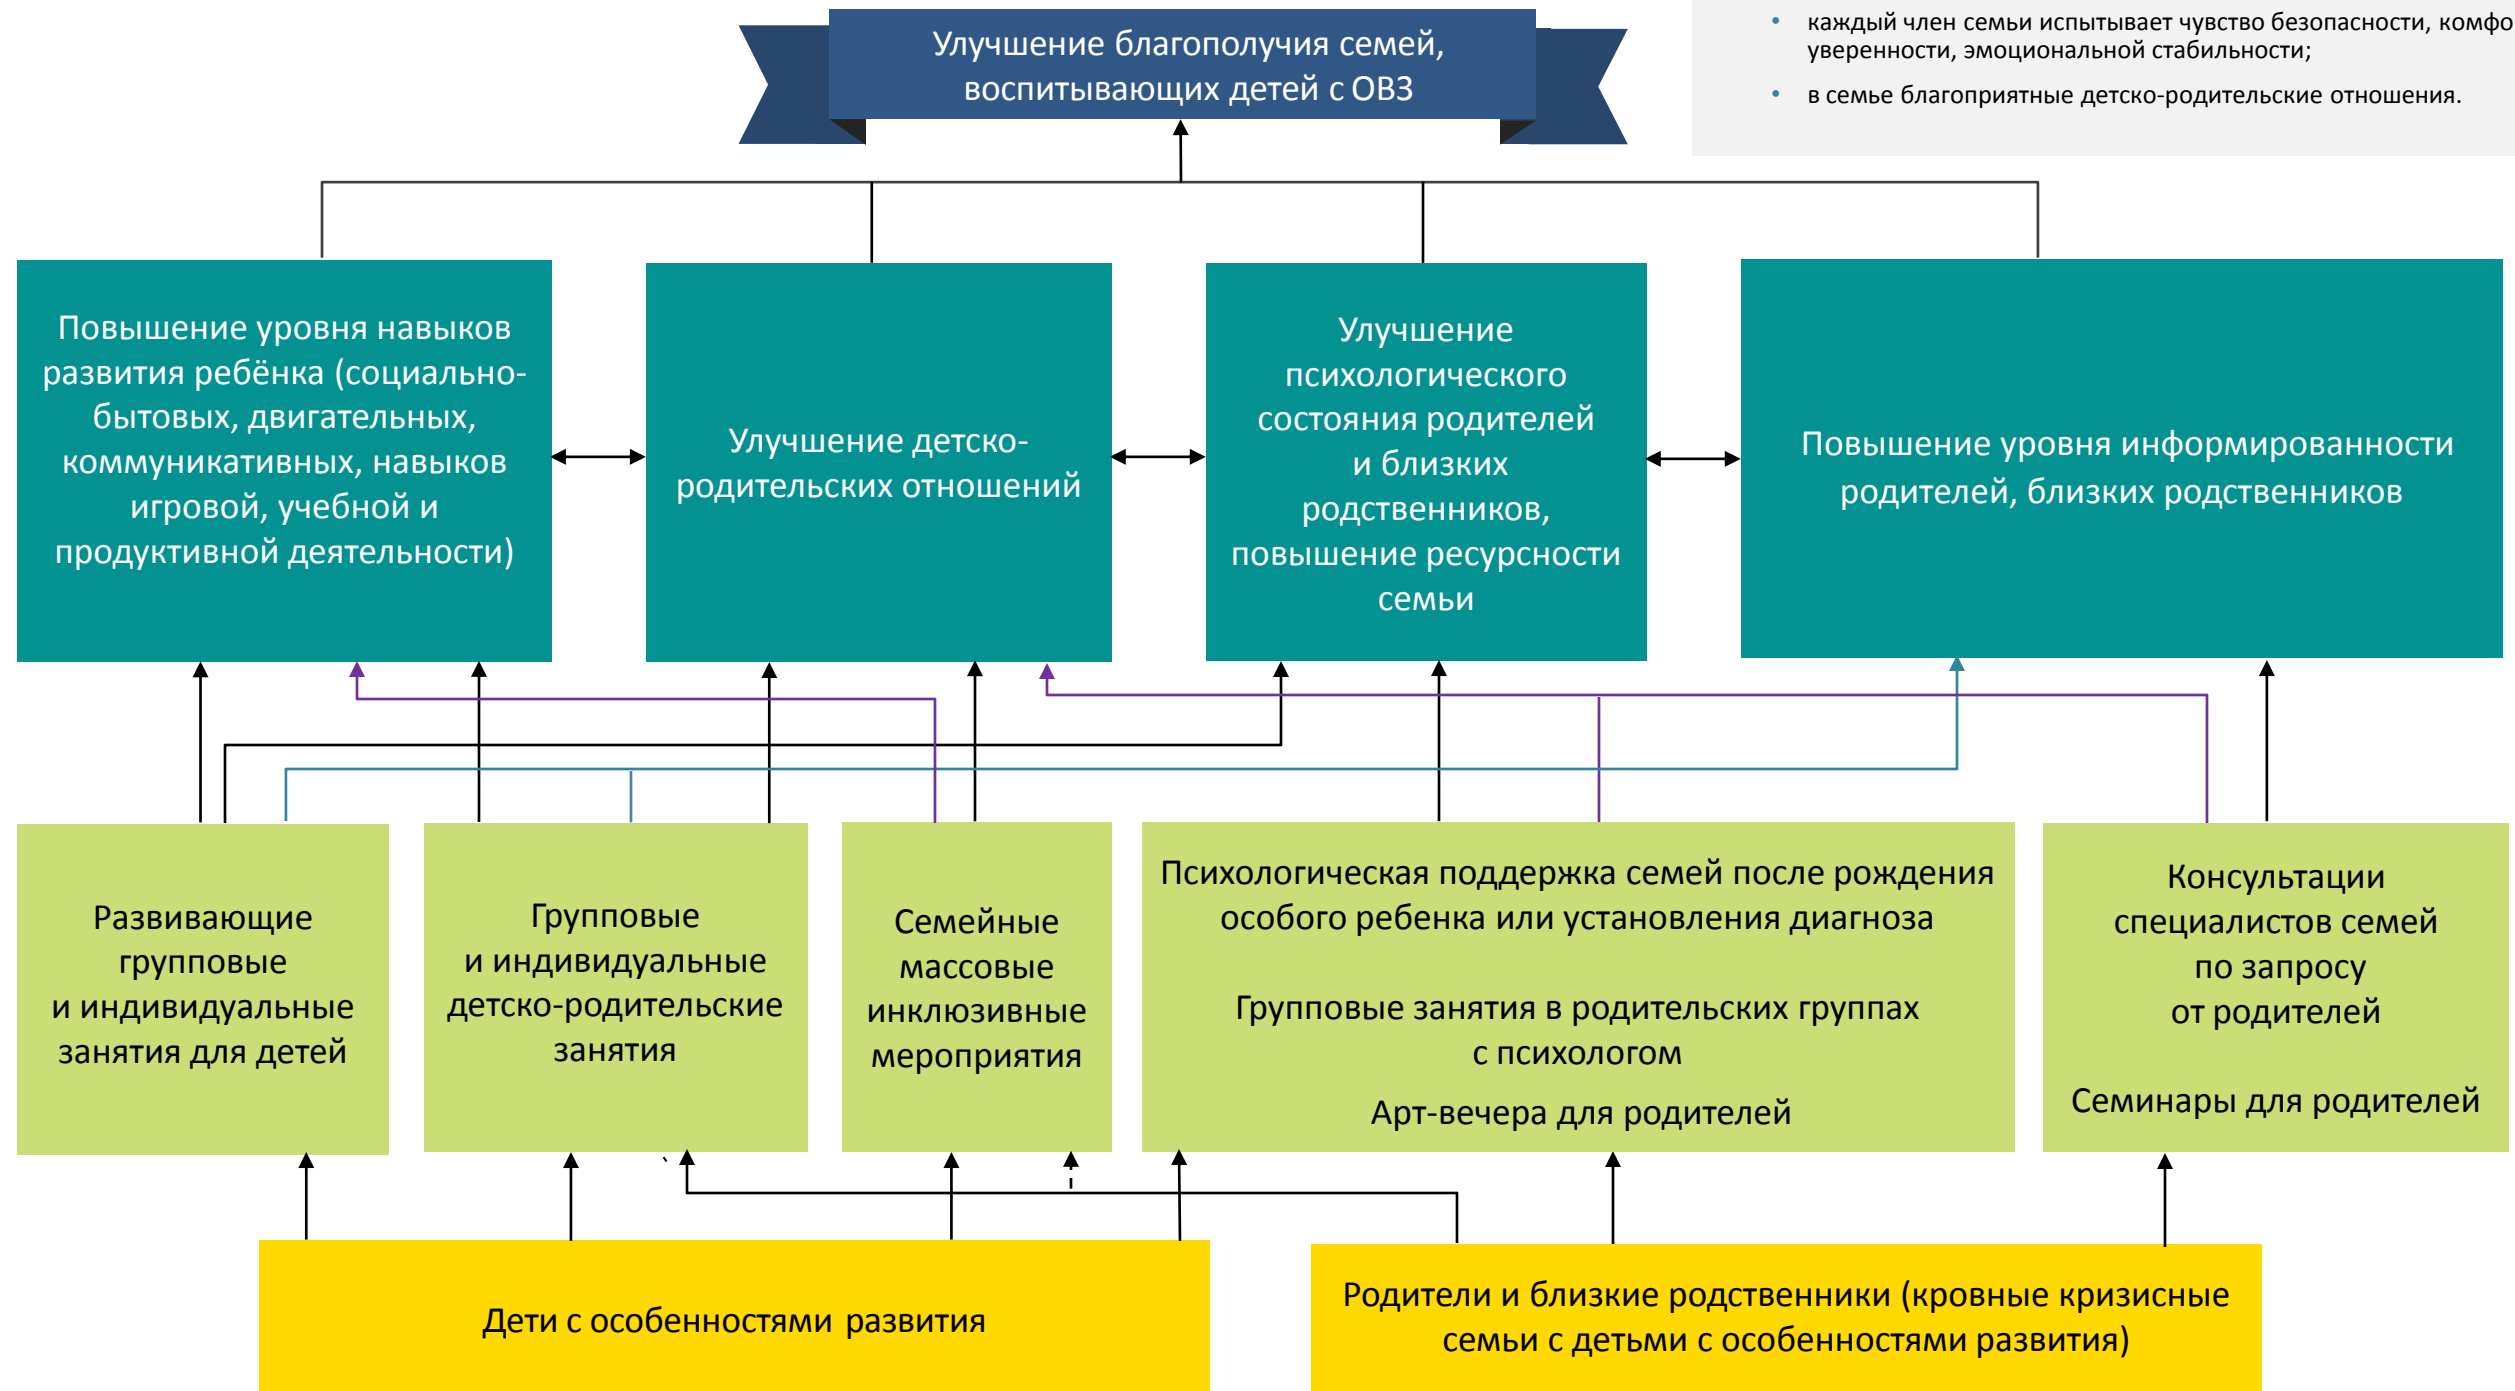 Улучшение благополучия семей,
воспитывающих детей с ОВЗ
• каждый член семьи испытывает чувство безопасности,
уверенности, эмоциональной стабильности;
• в семье благоприятные детско-родительские отношения.
Повышение уровня навыков
развития ребёнка (социально-
бытовых, двигательных,
коммуникативных, навыков
игровой, учебной и
продуктивной деятельности)
Улучшение детско-
родительских отношений
Улучшение
психологического
состояния родителей
и близких
родственников,
повышение ресурсности
семьи
Повышение уровня информированности
родителей, близких родственников
Развивающие
групповые
и индивидуальные
занятия для детей
Групповые
и индивидуальные
детско-родительские
занятия
Семейные
массовые
инклюзивные
мероприятия
Психологическая поддержка семей после рождения
особого ребенка или установления диагноза
Групповые занятия в родительских группах
с психологом
Арт-вечера для родителей
Консультации
специалистов семей
по запросу
от родителей
Семинары для родителей
Дети с особенностями развития
Родители и близкие родственники (кровные кризисные
семьи с детьми с особенностями развития)